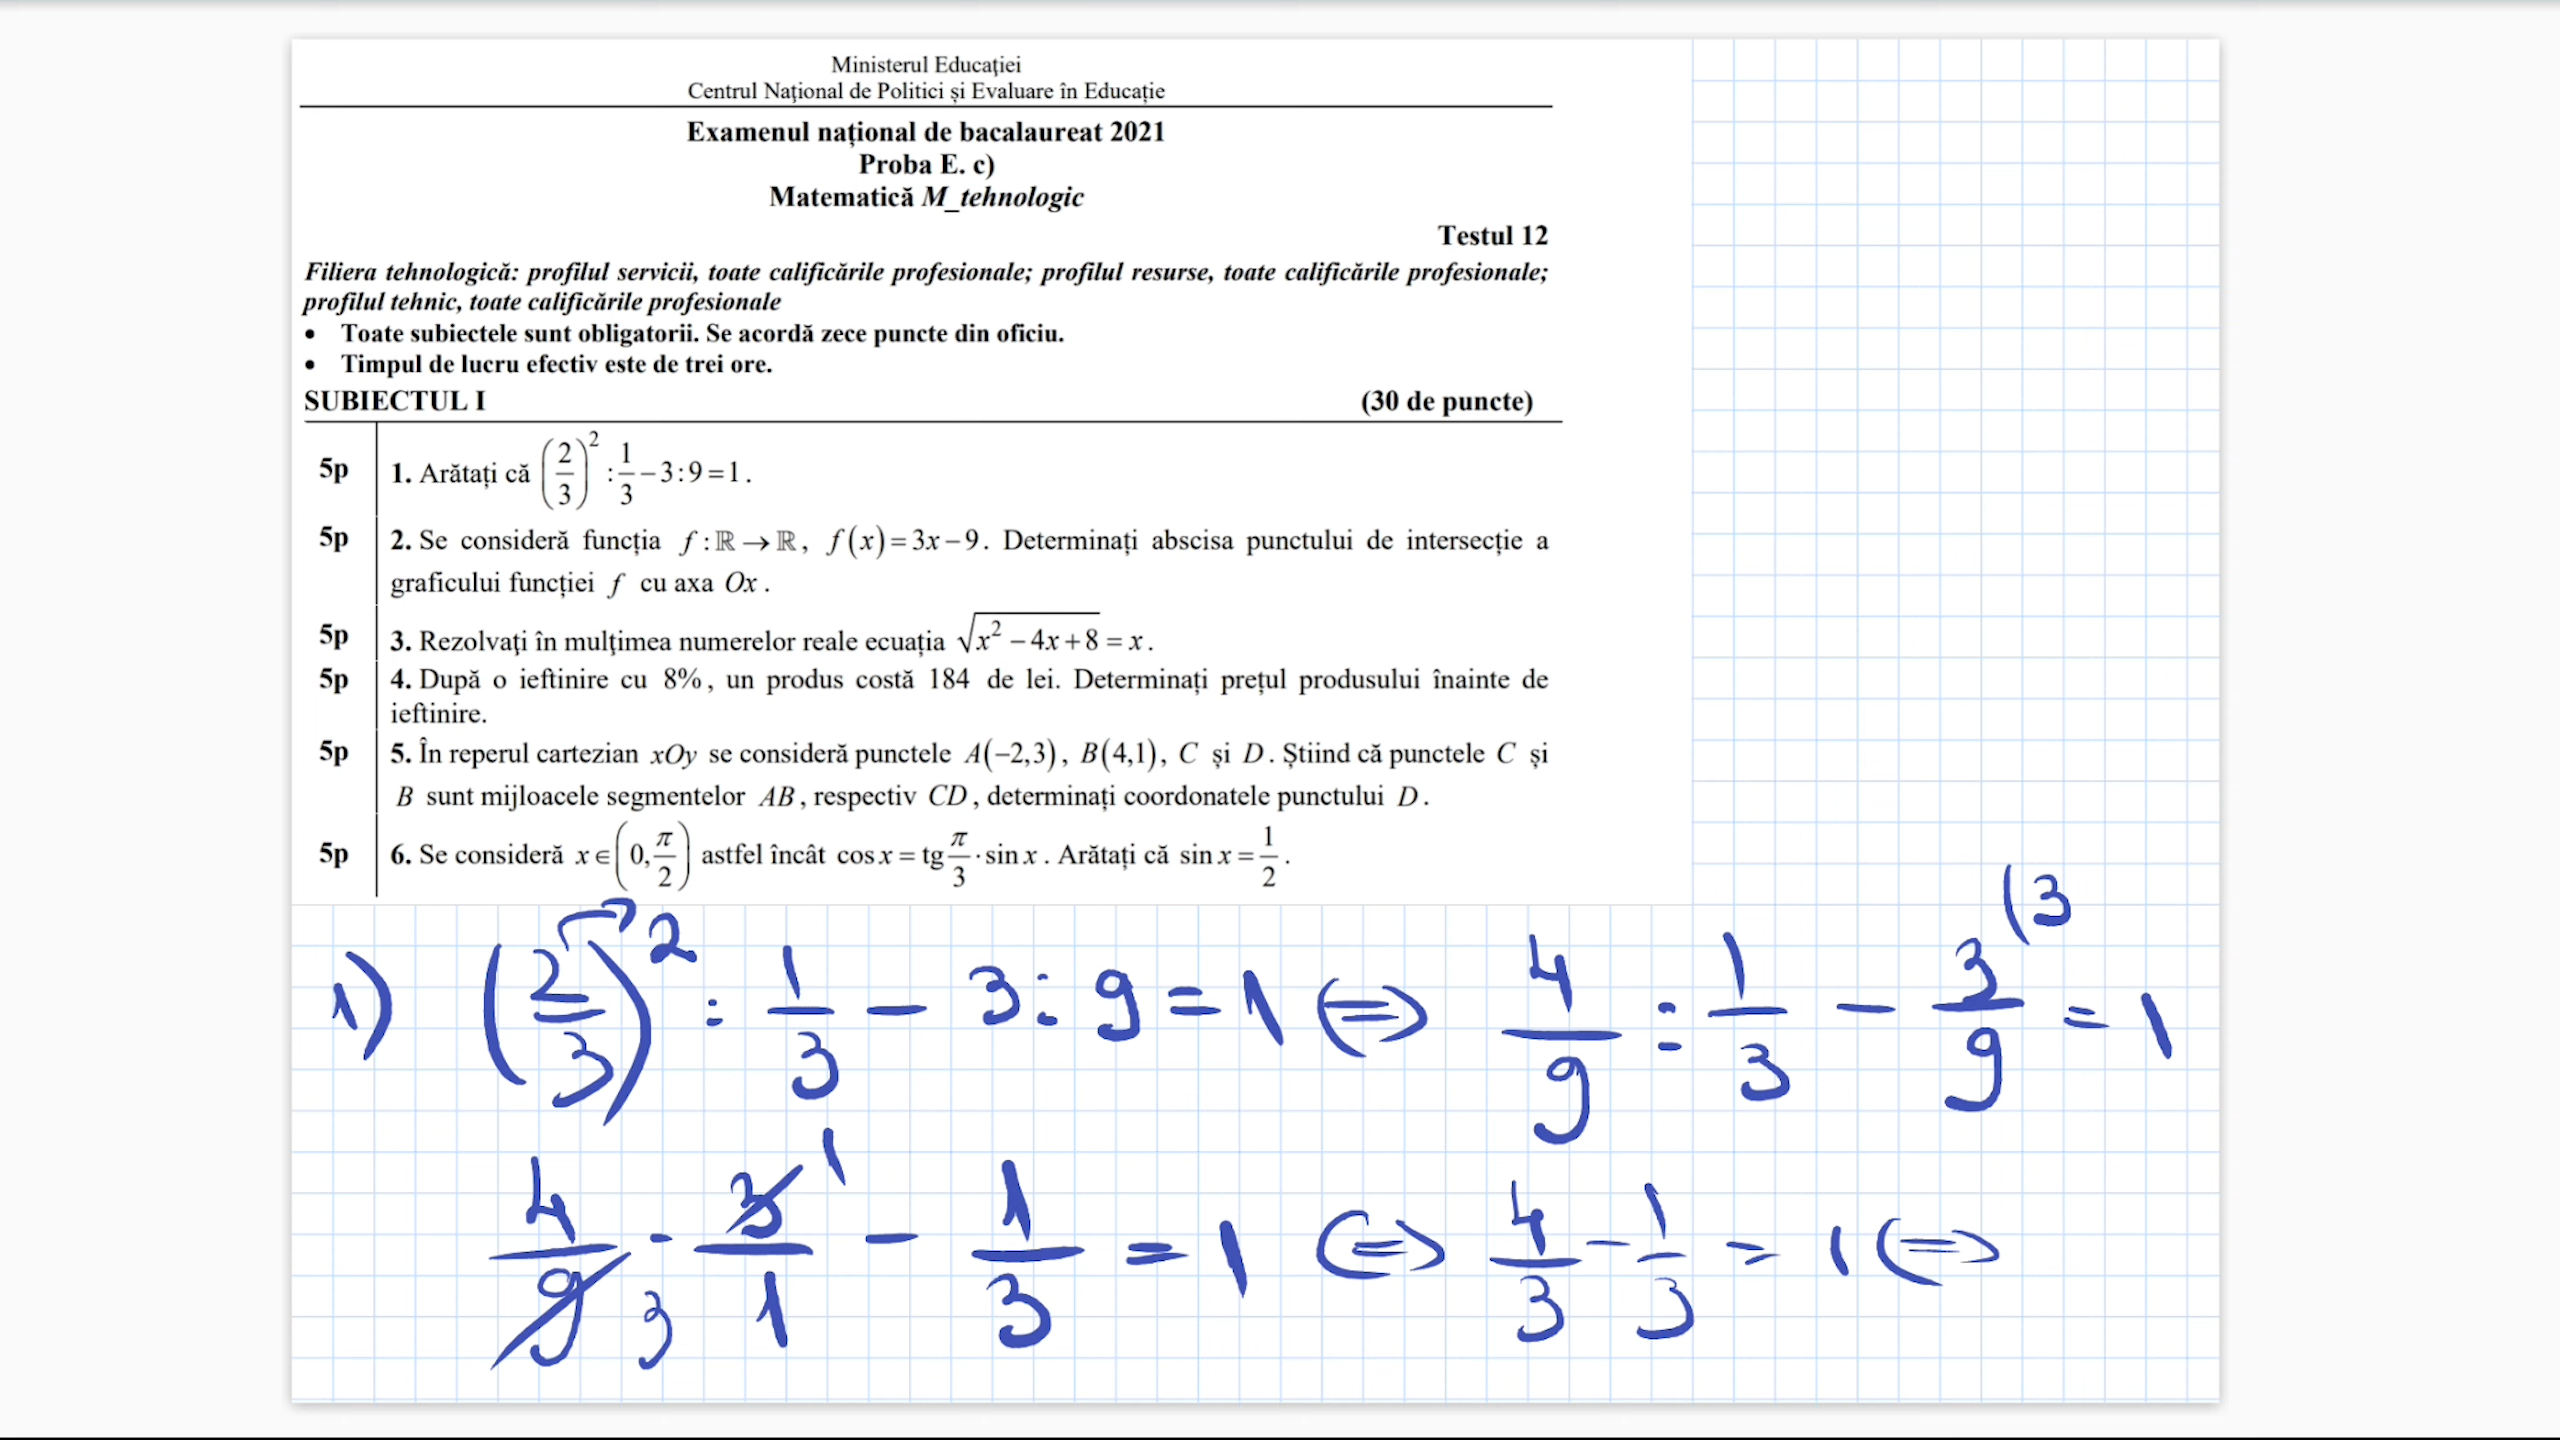 Ministerul Educaţiei
Centrul Naţional de Politici și Evaluare în Educație
Examenul național de bacalaureat 2021
Proba E. c)
Matematică M_tehnologic
Testul 12
Filiera tehnologică: profilul servicii, toate calificările profesionale; profilul resurse, toate calificările profesionale;
profilul tehnic, toate calificările profesionale
• Toate subiectele sunt obligatorii. Se acordă zece puncte din oficiu.
• Timpul de lucru efectiv este de trei ore.
SUBIECTUL I (30 de puncte)
5p 1. Arătați că (2/3)² : 1/3 − 3 : 9 = 1 .
5p 2. Se consideră funcția f : ℝ → ℝ, f(x) = 3x − 9. Determinați abscisa punctului de intersecție a
graficului funcției f cu axa Ox .
5p 3. Rezolvaţi în mulţimea numerelor reale ecuația √(x² − 4x + 8) = x .
5p 4. După o ieftinire cu 8%, un produs costă 184 de lei. Determinați prețul produsului înainte de
ieftinire.
5p 5. În reperul cartezian xOy se consideră punctele A(−2,3), B(4,1), C și D. Știind că punctele C și
B sunt mijloacele segmentelor AB, respectiv CD, determinați coordonatele punctului D.
5p 6. Se consideră x ∈ (0, π/2) astfel încât cos x = tg π/3 · sin x . Arătați că sin x = 1/2 .
1) (2/3)² : 1/3 − 3 : 9 = 1 (=) 4/9 : 1/3 − 3/9 (3 = 1
4/9 3 · 3/1 1 − 1/3 = 1 (=) 4/3 − 1/3 = 1 (=)